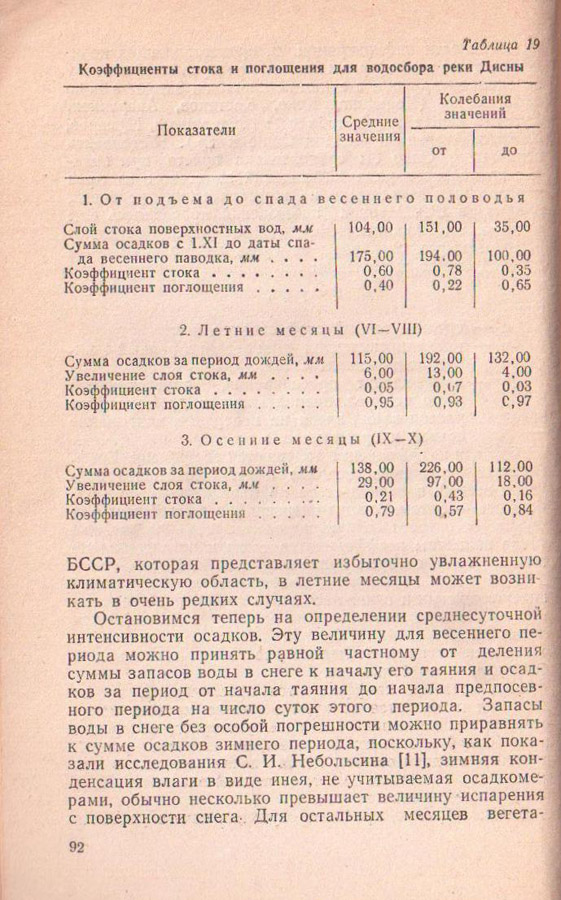 Таблица 19
Коэффициенты стока и поглощения для водосбора реки Дисны
Показатели
Средние значения
Колебания значений
от
до
1. От подъема до спада весеннего половодья
Слой стока поверхностных вод, мм 104,00 151,00 35,00
Сумма осадков с 1.XI до даты спа-
да весеннего паводка, мм . . . . 175,00 194.00 100,00
Коэффициент стока . . . . . . . . 0,60 0,78 0,35
Коэффициент поглощения . . . . . 0,40 0,22 0,65
2. Летние месяцы (VI—VIII)
Сумма осадков за период дождей, мм 115,00 192,00 132,00
Увеличение слоя стока, мм . . . . 6,00 13,00 4,00
Коэффициент стока . . . . . . . . 0,05 0,07 0,03
Коэффициент поглощения . . . . . 0,95 0,93 0,97
3. Осенние месяцы (IX—X)
Сумма осадков за период дождей, мм 138,00 226,00 112,00
Увеличение слоя стока, мм . . . . 29,00 97,00 18,00
Коэффициент стока . . . . . . . . 0,21 0,43 0,16
Коэффициент поглощения . . . . . 0,79 0,57 0,84
БССР, которая представляет избыточно увлажненную
климатическую область, в летние месяцы может возни-
кать в очень редких случаях.
Остановимся теперь на определении среднесуточной
интенсивности осадков. Эту величину для весеннего пе-
риода можно принять равной частному от деления
суммы запасов воды в снеге к началу его таяния и осад-
ков за период от начала таяния до начала предпосев-
ного периода на число суток этого периода. Запасы
воды в снеге без особой погрешности можно приравнять
к сумме осадков зимнего периода, поскольку, как пока-
зали исследования С. И. Небольсина [11], зимняя кон-
денсация влаги в виде инея, не учитываемая осадкоме-
рами, обычно несколько превышает величину испарения
с поверхности снега. Для остальных месяцев вегета-
92